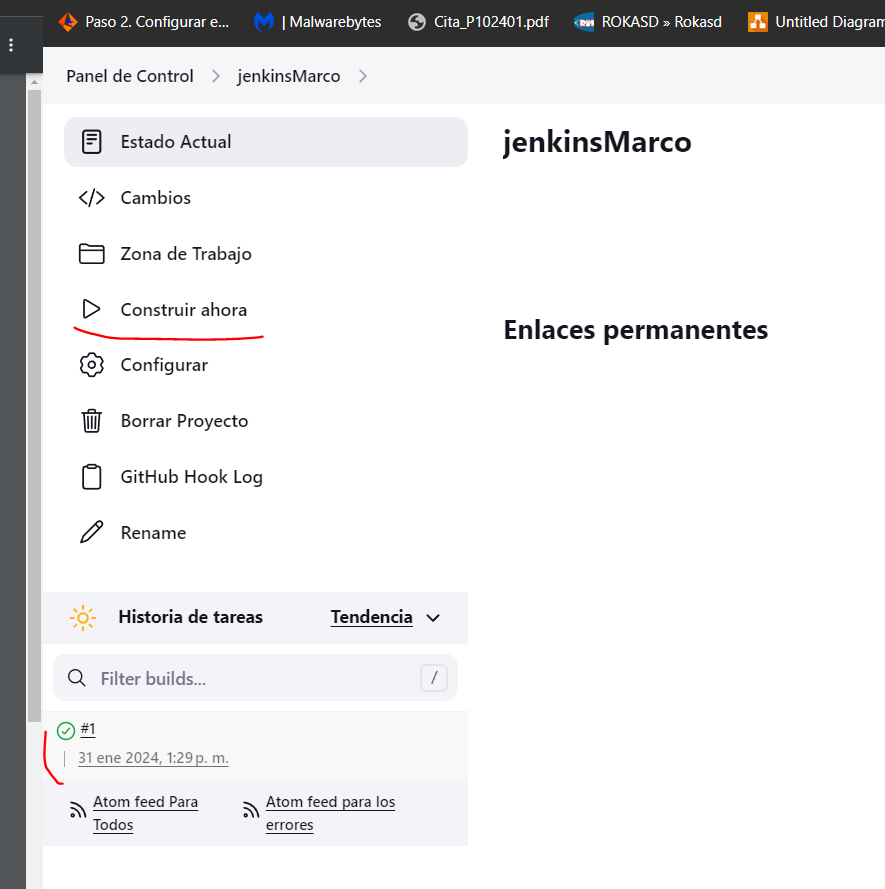 Paso 2. Configurar e...
| Malwarebytes
Cita_P102401.pdf
ROKASD » Rokasd
Untitled Diagram
Panel de Control
jenkinsMarco
Estado Actual
Cambios
Zona de Trabajo
Construir ahora
Configurar
Borrar Proyecto
GitHub Hook Log
Rename
Historia de tareas
Tendencia
Filter builds...
/
#1
31 ene 2024, 1:29 p. m.
Atom feed Para
Todos
Atom feed para los
errores
jenkinsMarco
Enlaces permanentes